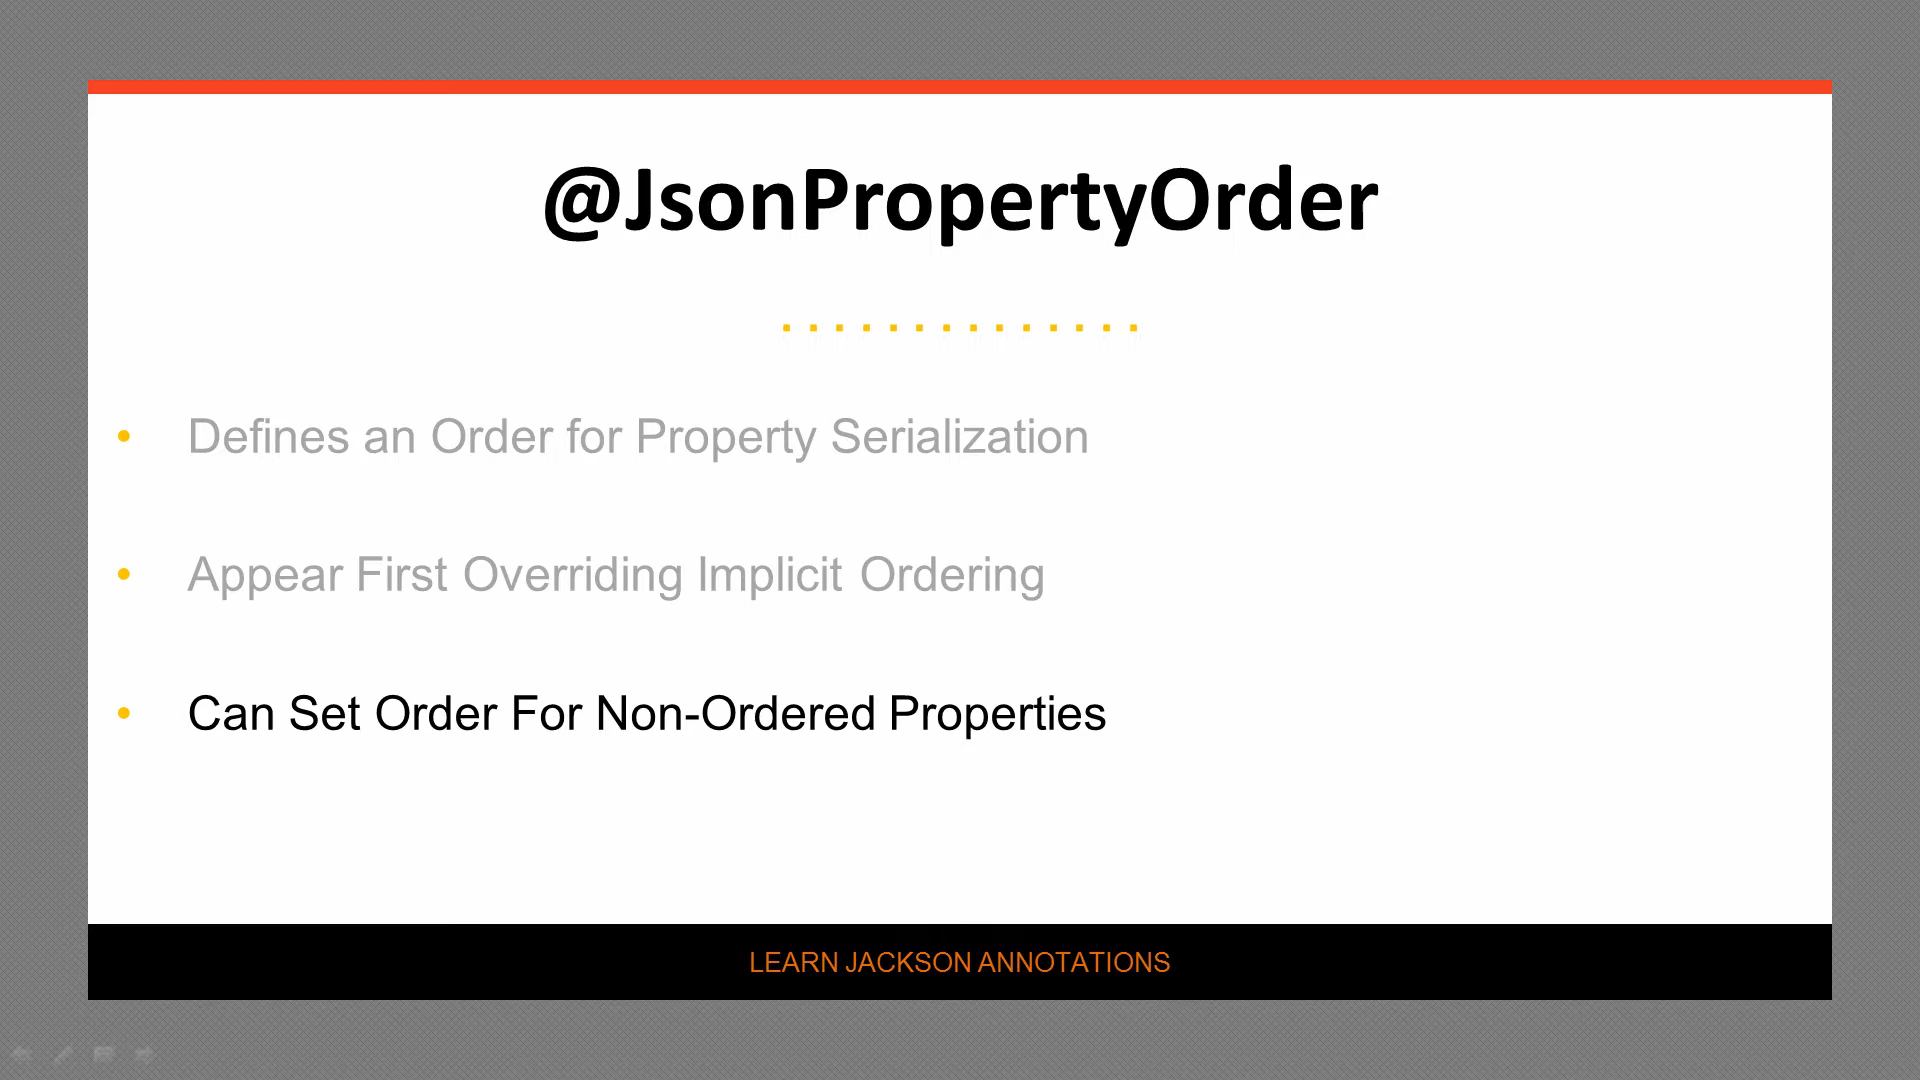 @JsonPropertyOrder
• Defines an Order for Property Serialization
• Appear First Overriding Implicit Ordering
• Can Set Order For Non-Ordered Properties
LEARN JACKSON ANNOTATIONS